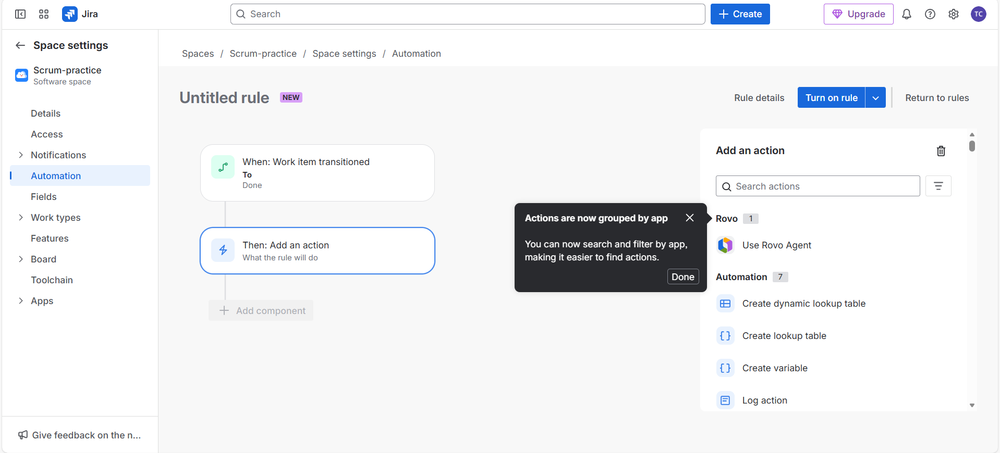 Jira
Search
Create
Upgrade
TC
Space settings
Scrum-practice
Software space
Details
Access
Notifications
Automation
Fields
Work types
Features
Board
Toolchain
Apps
Give feedback on the n...
Spaces / Scrum-practice / Space settings / Automation
Untitled rule NEW
Rule details
Turn on rule
Return to rules
When: Work item transitioned
To
Done
Then: Add an action
What the rule will do
Add component
Actions are now grouped by app
You can now search and filter by app,
making it easier to find actions.
Done
Add an action
Search actions
Rovo 1
Use Rovo Agent
Automation 7
Create dynamic lookup table
Create lookup table
Create variable
Log action